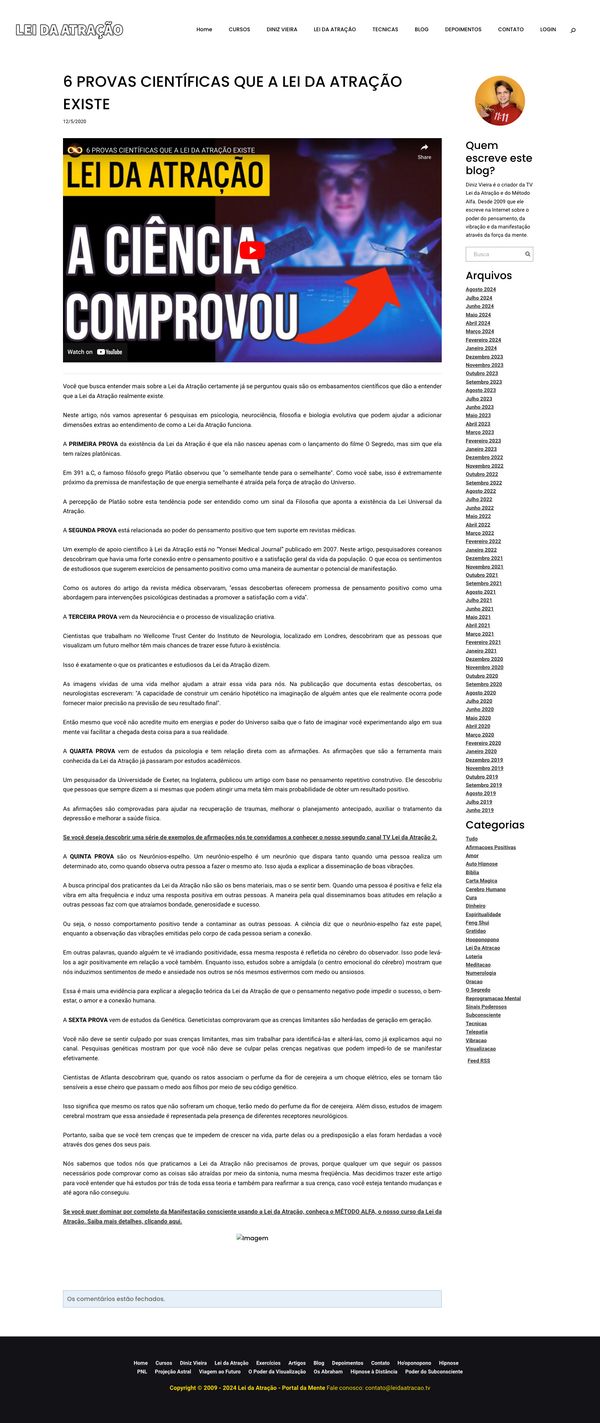 LEI DA ATRAÇÃO
Home CURSOS DINIZ VIEIRA LEI DA ATRAÇÃO TECNICAS BLOG DEPOIMENTOS CONTATO LOGIN
6 PROVAS CIENTÍFICAS QUE A LEI DA ATRAÇÃO
EXISTE
12/5/2020
6 PROVAS CIENTÍFICAS QUE A LEI DA ATRAÇÃO EXISTE
Share
LEI DA ATRAÇÃO
A CIÊNCIA
COMPROVOU
Watch on YouTube
Você que busca entender mais sobre a Lei da Atração certamente já se perguntou quais são os embasamentos científicos que dão a entender
que a Lei da Atração realmente existe.
Neste artigo, nós vamos apresentar 6 pesquisas em psicologia, neurociência, filosofia e biologia evolutiva que podem ajudar a adicionar
dimensões extras ao entendimento de como a Lei da Atração funciona.
A PRIMEIRA PROVA da existência da Lei da Atração é que ela não nasceu apenas com o lançamento do filme O Segredo, mas sim que ela
tem raízes platônicas.
Em 391 a.C, o famoso filósofo grego Platão observou que "o semelhante tende para o semelhante". Como você sabe, isso é extremamente
próximo da premissa de manifestação de que energia semelhante é atraída pela força de atração do Universo.
A percepção de Platão sobre esta tendência pode ser entendido como um sinal da Filosofia que aponta a existência da Lei Universal da
Atração.
A SEGUNDA PROVA está relacionada ao poder do pensamento positivo que tem suporte em revistas médicas.
Um exemplo de apoio científico à Lei da Atração está no "Yonsei Medical Journal" publicado em 2007. Neste artigo, pesquisadores coreanos
descobriram que havia uma forte conexão entre o pensamento positivo e a satisfação geral da vida da população. O que ecoa os sentimentos
de estudiosos que sugerem exercícios de pensamento positivo como uma maneira de aumentar o potencial de manifestação.
Como os autores do artigo da revista médica observaram, "essas descobertas oferecem promessa de pensamento positivo como uma
abordagem para intervenções psicológicas destinadas a promover a satisfação com a vida".
A TERCEIRA PROVA vem da Neurociência e o processo de visualização criativa.
Cientistas que trabalham no Wellcome Trust Center do Instituto de Neurologia, localizado em Londres, descobriram que as pessoas que
visualizam um futuro melhor têm mais chances de trazer esse futuro à existência.
Isso é exatamente o que os praticantes e estudiosos da Lei da Atração dizem.
As imagens vívidas de uma vida melhor ajudam a atrair essa vida para nós. Na publicação que documenta estas descobertas, os
neurologistas escreveram: "A capacidade de construir um cenário hipotético na imaginação de alguém antes que ele realmente ocorra pode
fornecer maior precisão na previsão de seu resultado final".
Então mesmo que você não acredite muito em energias e poder do Universo saiba que o fato de imaginar você experimentando algo em sua
mente vai facilitar a chegada desta coisa para a sua realidade.
A QUARTA PROVA vem de estudos da psicologia e tem relação direta com as afirmações. As afirmações que são a ferramenta mais
conhecida da Lei da Atração já passaram por estudos acadêmicos.
Um pesquisador da Universidade de Exeter, na Inglaterra, publicou um artigo com base no pensamento repetitivo construtivo. Ele descobriu
que pessoas que sempre dizem a si mesmas que podem atingir uma meta têm mais probabilidade de obter um resultado positivo.
As afirmações são comprovadas para ajudar na recuperação de traumas, melhorar o planejamento antecipado, auxiliar o tratamento da
depressão e melhorar a saúde física.
Se você deseja descobrir uma série de exemplos de afirmações nós te convidamos a conhecer o nosso segundo canal TV Lei da Atração 2.
A QUINTA PROVA são os Neurônios-espelho. Um neurônio-espelho é um neurônio que dispara tanto quando uma pessoa realiza um
determinado ato, como quando observa outra pessoa a fazer o mesmo ato. Isso ajuda a explicar a disseminação de boas vibrações.
A busca principal dos praticantes da Lei da Atração não são os bens materiais, mas o se sentir bem. Quando uma pessoa é positiva e feliz ela
vibra em alta frequência e induz uma resposta positiva em outras pessoas. A maneira pela qual disseminamos boas atitudes em relação a
outras pessoas faz com que atraíamos bondade, generosidade e sucesso.
Ou seja, o nosso comportamento positivo tende a contaminar as outras pessoas. A ciência diz que o neurônio-espelho faz este papel,
enquanto a observação das vibrações emitidas pelo corpo de cada pessoa seriam a conexão.
Em outras palavras, quando alguém te vê irradiando positividade, essa mesma resposta é refletida no cérebro do observador. Isso pode levá-
los a agir positivamente em relação a você também. Enquanto isso, estudos sobre a amígdala (o centro emocional do cérebro) mostram que
nós induzimos sentimentos de medo e ansiedade nos outros se nós mesmos estivermos com medo ou ansiosos.
Essa é mais uma evidência para explicar a alegação teórica da Lei da Atração de que o pensamento negativo pode impedir o sucesso, o bem-
estar, o amor e a conexão humana.
A SEXTA PROVA vem de estudos da Genética. Geneticistas comprovaram que as crenças limitantes são herdadas de geração em geração.
Você não deve se sentir culpado por suas crenças limitantes, mas sim trabalhar para identificá-las e alterá-las, como já explicamos aqui no
canal. Pesquisas genéticas mostram por que você não deve se culpar pelas crenças negativas que podem impedi-lo de se manifestar
efetivamente.
Cientistas de Atlanta descobriram que, quando os ratos associam o perfume da flor de cerejeira a um choque elétrico, eles se tornam tão
sensíveis a esse cheiro que passam o medo aos filhos por meio de seu código genético.
Isso significa que mesmo os ratos que não sofreram um choque, terão medo do perfume da flor de cerejeira. Além disso, estudos de imagem
cerebral mostram que essa ansiedade é representada pela presença de diferentes receptores neurológicos.
Portanto, saiba que se você tem crenças que te impedem de crescer na vida, parte delas ou a predisposição a elas foram herdadas a você
através dos genes dos seus pais.
Nós sabemos que todos nós que praticamos a Lei da Atração não precisamos de provas, porque qualquer um que seguir os passos
necessários pode comprovar como as coisas são atraídas por meio da sintonia, numa mesma freqüência. Mas decidimos trazer este artigo
para você entender que há estudos por trás de toda essa teoria e também para reafirmar a sua crença, caso você esteja tentando mudanças e
até agora não conseguiu.
Se você quer dominar por completo da Manifestação consciente usando a Lei da Atração, conheça o MÉTODO ALFA, o nosso curso da Lei da
Atração. Saiba mais detalhes, clicando aqui.
Imagem
Os comentários estão fechados.
11:11
Quem
escreve este
blog?
Diniz Vieira é o criador da TV
Lei da Atração e do Método
Alfa. Desde 2009 que ele
escreve na Internet sobre o
poder do pensamento, da
vibração e da manifestação
através da força da mente.
Busca
Arquivos
Agosto 2024
Julho 2024
Junho 2024
Maio 2024
Abril 2024
Março 2024
Fevereiro 2024
Janeiro 2024
Dezembro 2023
Novembro 2023
Outubro 2023
Setembro 2023
Agosto 2023
Julho 2023
Junho 2023
Maio 2023
Abril 2023
Março 2023
Fevereiro 2023
Janeiro 2023
Dezembro 2022
Novembro 2022
Outubro 2022
Setembro 2022
Agosto 2022
Julho 2022
Junho 2022
Maio 2022
Abril 2022
Março 2022
Fevereiro 2022
Janeiro 2022
Dezembro 2021
Novembro 2021
Outubro 2021
Setembro 2021
Agosto 2021
Julho 2021
Junho 2021
Maio 2021
Abril 2021
Março 2021
Fevereiro 2021
Janeiro 2021
Dezembro 2020
Novembro 2020
Outubro 2020
Setembro 2020
Agosto 2020
Julho 2020
Junho 2020
Maio 2020
Abril 2020
Março 2020
Fevereiro 2020
Janeiro 2020
Dezembro 2019
Novembro 2019
Outubro 2019
Setembro 2019
Agosto 2019
Julho 2019
Junho 2019
Categorias
Tudo
Afirmacoes Positivas
Amor
Auto Hipnose
Biblia
Carta Magica
Cerebro Humano
Cura
Dinheiro
Espiritualidade
Feng Shui
Gratidao
Hooponopono
Lei Da Atracao
Loteria
Meditacao
Numerologia
Oracao
O Segredo
Reprogramacao Mental
Sinais Poderosos
Subconsciente
Tecnicas
Telepatia
Vibracao
Visualizacao
Feed RSS
Home Cursos Diniz Vieira Lei da Atração Exercícios Artigos Blog Depoimentos Contato Ho'oponopono Hipnose
PNL Projeção Astral Viagem ao Futuro O Poder da Visualização Os Abraham Hipnose à Distância Poder do Subconsciente
Copyright © 2009 - 2024 Lei da Atração - Portal da Mente Fale conosco: contato@leidaatracao.tv